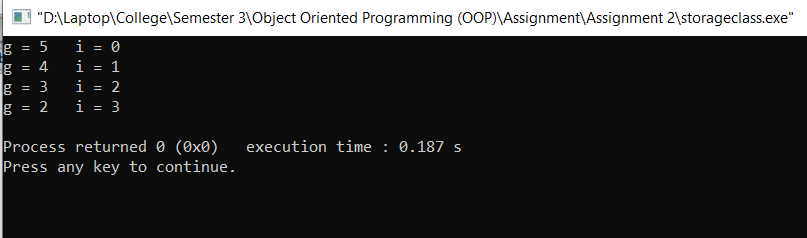 "D:\Laptop\College\Semester 3\Object Oriented Programming (OOP)\Assignment\Assignment 2\storageclass.exe"
g = 5   i = 0
g = 4   i = 1
g = 3   i = 2
g = 2   i = 3
Process returned 0 (0x0)   execution time : 0.187 s
Press any key to continue.